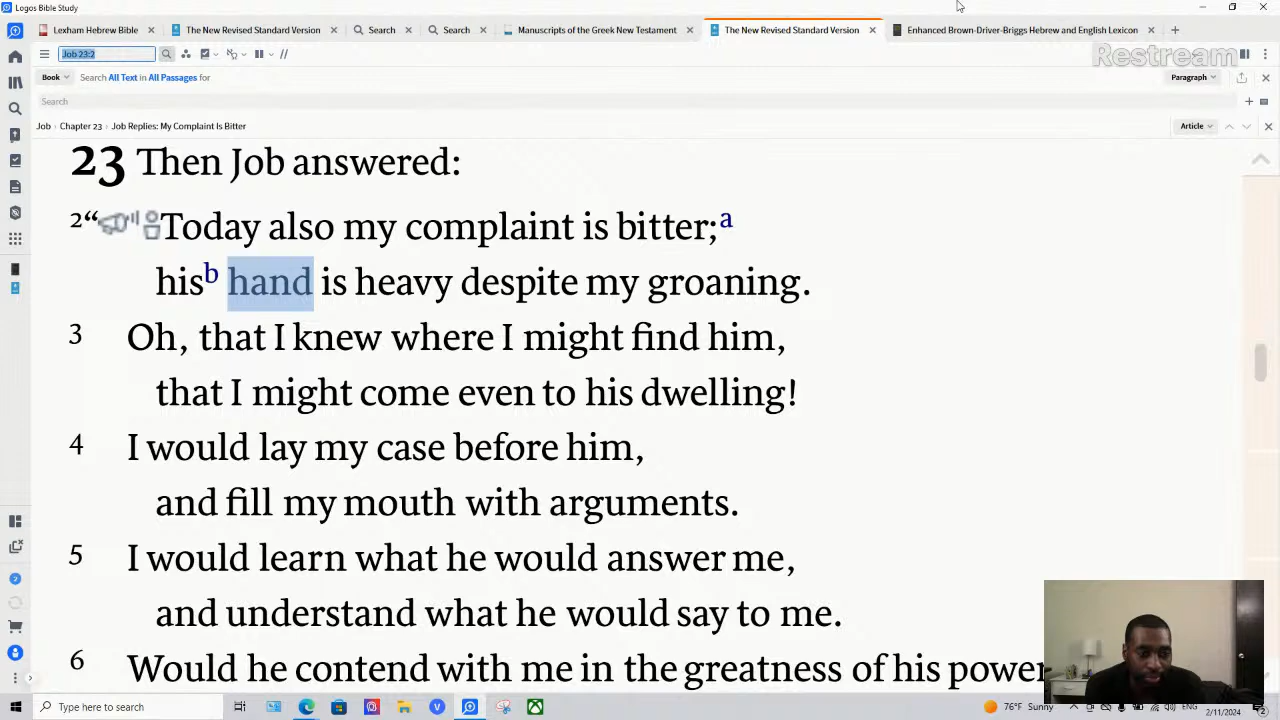 Logos Bible Study
Lexham Hebrew Bible
The New Revised Standard Version
Search
Search
Manuscripts of the Greek New Testament
The New Revised Standard Version
Enhanced Brown-Driver-Briggs Hebrew and English Lexicon
Job 23:2
Restream
Book
Search All Text in All Passages for
Paragraph
Search
Job › Chapter 23 › Job Replies: My Complaint Is Bitter
Article
23 Then Job answered:
2 “Today also my complaint is bitter;a
hisb hand is heavy despite my groaning.
3 Oh, that I knew where I might find him,
that I might come even to his dwelling!
4 I would lay my case before him,
and fill my mouth with arguments.
5 I would learn what he would answer me,
and understand what he would say to me.
6 Would he contend with me in the greatness of his power
Type here to search
76°F Sunny
ENG
2/11/2024